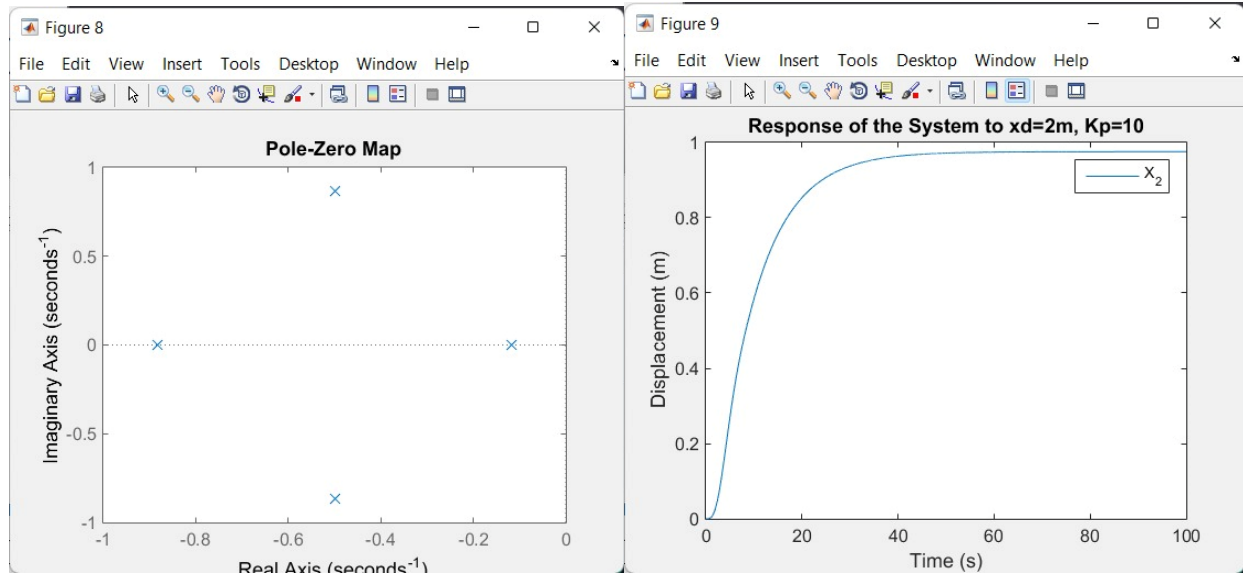 Figure 8
File Edit View Insert Tools Desktop Window Help
Pole-Zero Map
1
0.5
0
-0.5
-1
Imaginary Axis (seconds-1)
-1 -0.8 -0.6 -0.4 -0.2 0
Real Axis (seconds-1)
Figure 9
File Edit View Insert Tools Desktop Window Help
Response of the System to xd=2m, Kp=10
1
0.8
0.6
0.4
0.2
0
Displacement (m)
X2
0 20 40 60 80 100
Time (s)